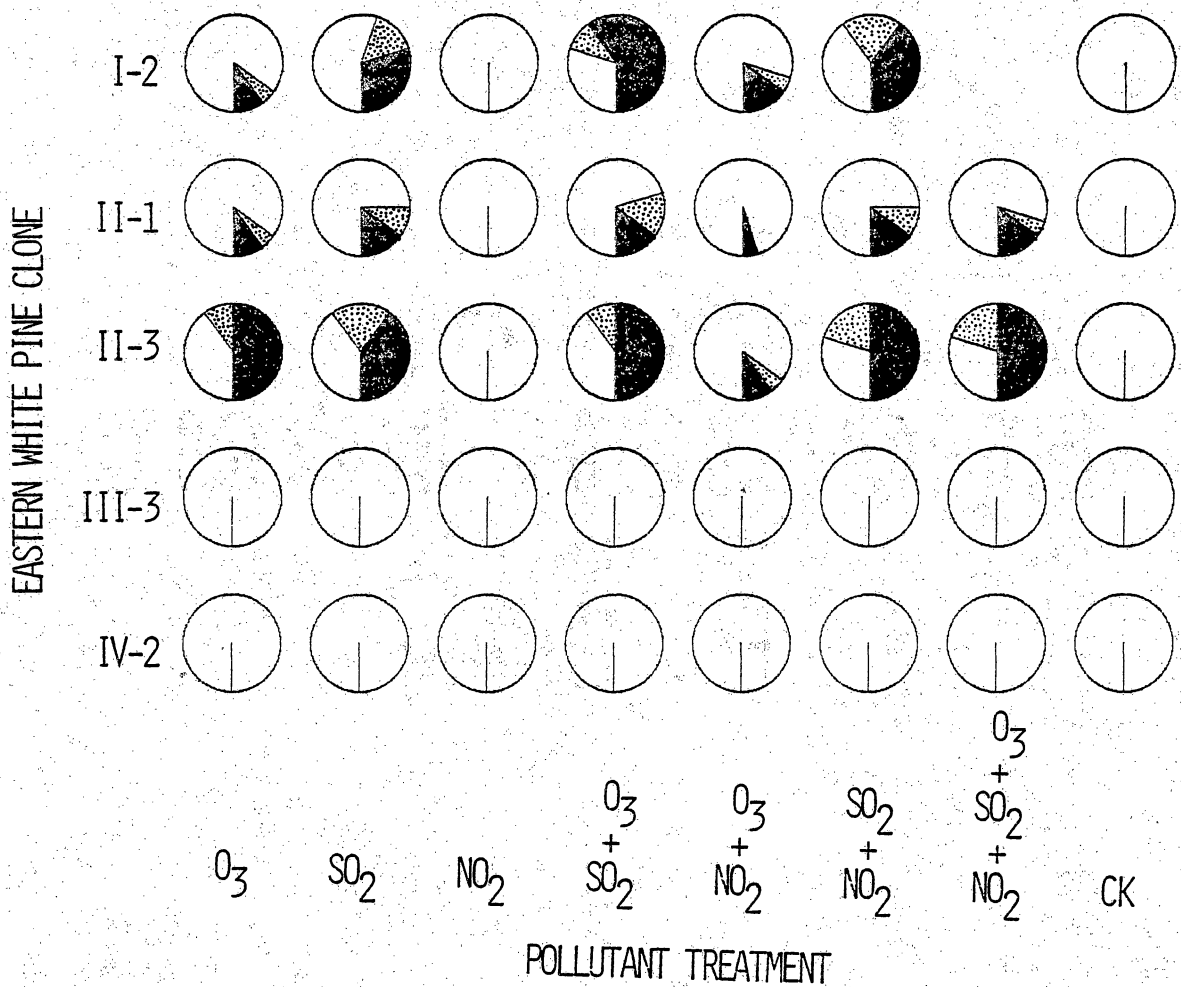 EASTERN WHITE PINE CLONE
I-2
II-1
II-3
III-3
IV-2
O3
SO2
NO2
O3
+
SO2
O3
+
NO2
SO2
+
NO2
O3
+
SO2
+
NO2
CK
POLLUTANT TREATMENT